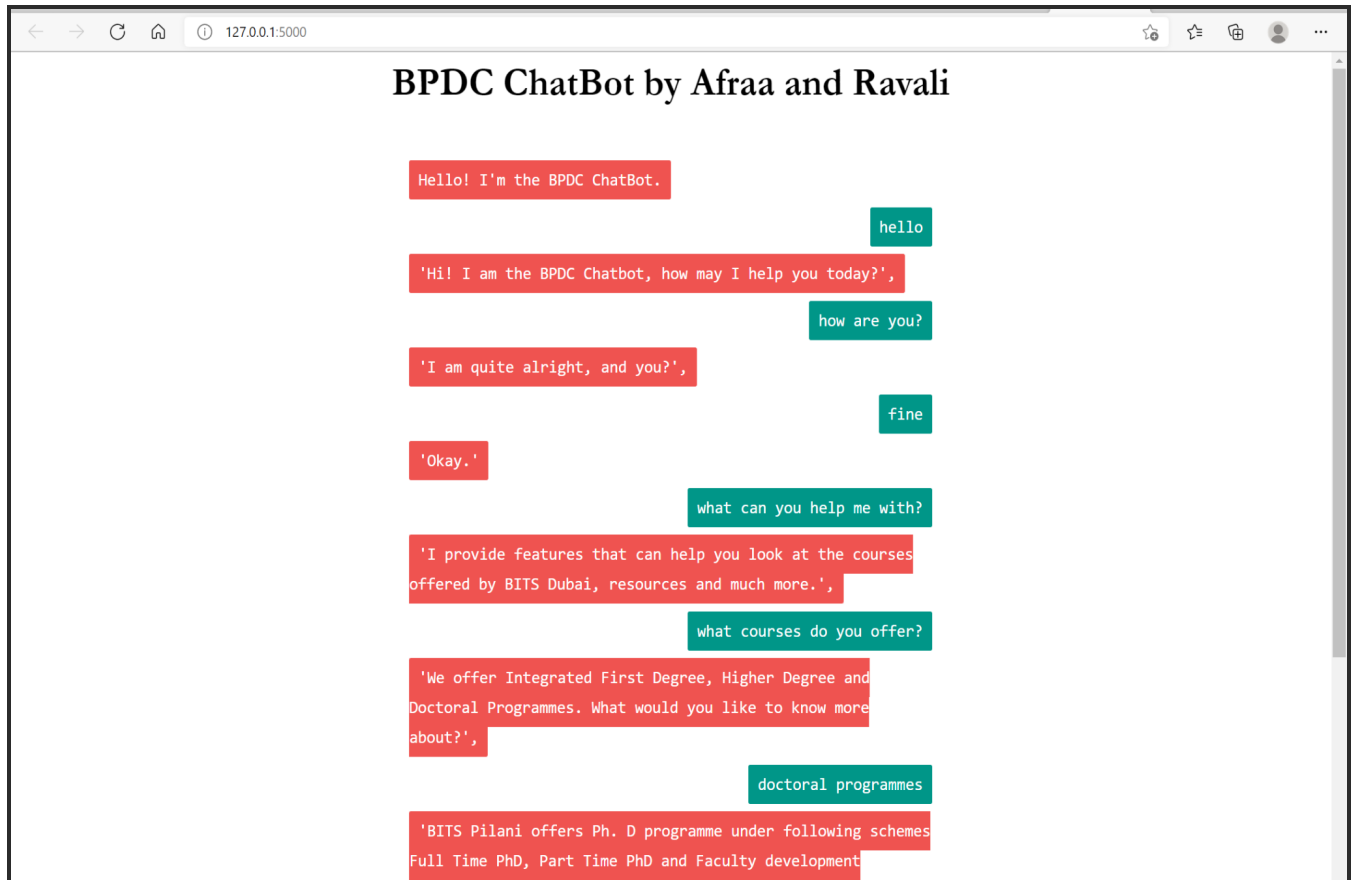 127.0.0.1:5000
BPDC ChatBot by Afraa and Ravali
Hello! I'm the BPDC ChatBot.
hello
'Hi! I am the BPDC Chatbot, how may I help you today?',
how are you?
'I am quite alright, and you?',
fine
'Okay.'
what can you help me with?
'I provide features that can help you look at the courses
offered by BITS Dubai, resources and much more.',
what courses do you offer?
'We offer Integrated First Degree, Higher Degree and
Doctoral Programmes. What would you like to know more
about?',
doctoral programmes
'BITS Pilani offers Ph. D programme under following schemes
Full Time PhD, Part Time PhD and Faculty development